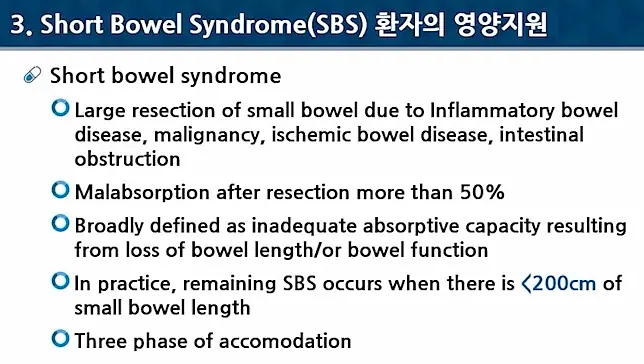 3. Short Bowel Syndrome(SBS) 환자의 영양지원
Short bowel syndrome
Large resection of small bowel due to Inflammatory bowel
disease, malignancy, ischemic bowel disease, intestinal
obstruction
Malabsorption after resection more than 50%
Broadly defined as inadequate absorptive capacity resulting
from loss of bowel length/or bowel function
In practice, remaining SBS occurs when there is <200cm of
small bowel length
Three phase of accomodation